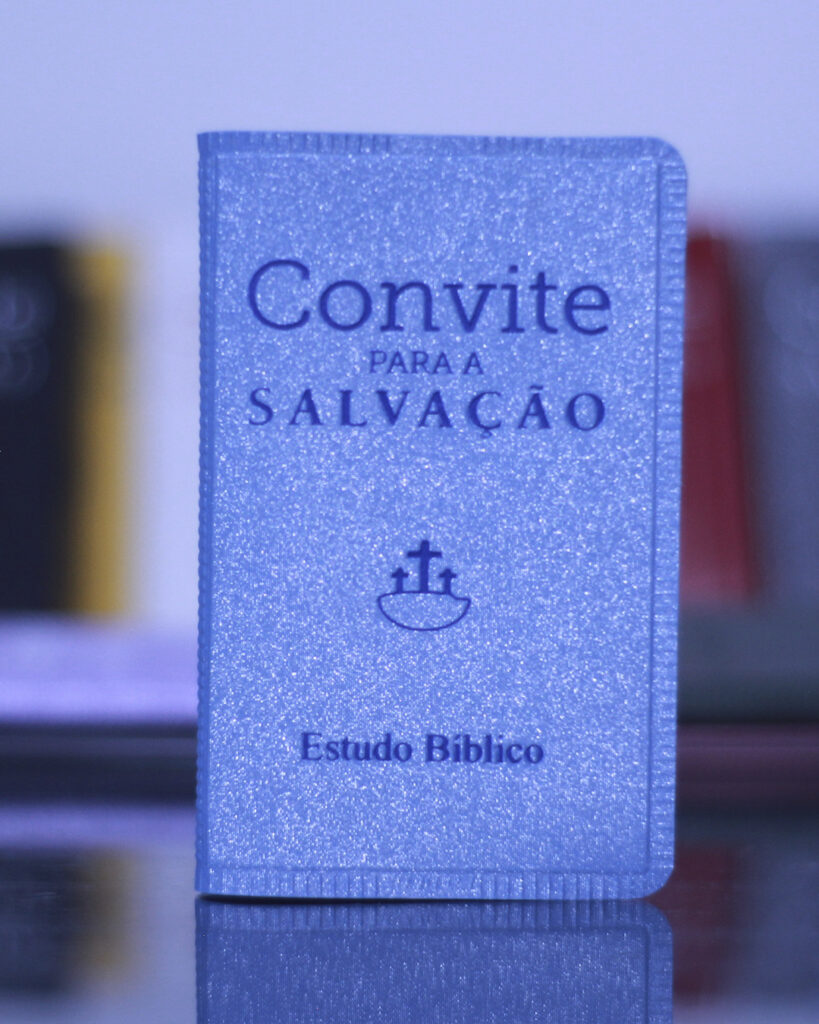 Convite
PARA A
SALVAÇÃO
Estudo Bíblico